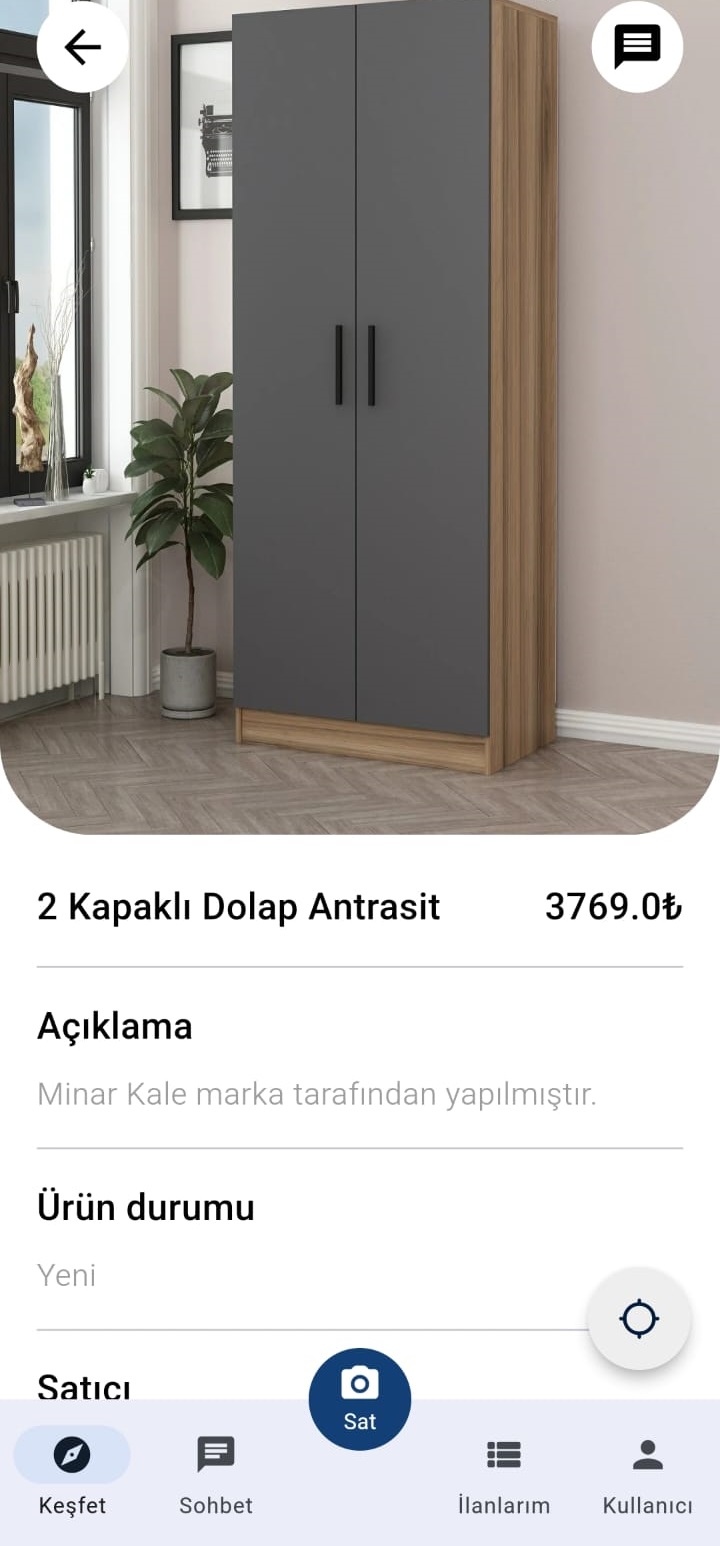 2 Kapaklı Dolap Antrasit 3769.0₺
Açıklama
Minar Kale marka tarafından yapılmıştır.
Ürün durumu
Yeni
Satıcı
Sat
Keşfet Sohbet İlanlarım Kullanıcı